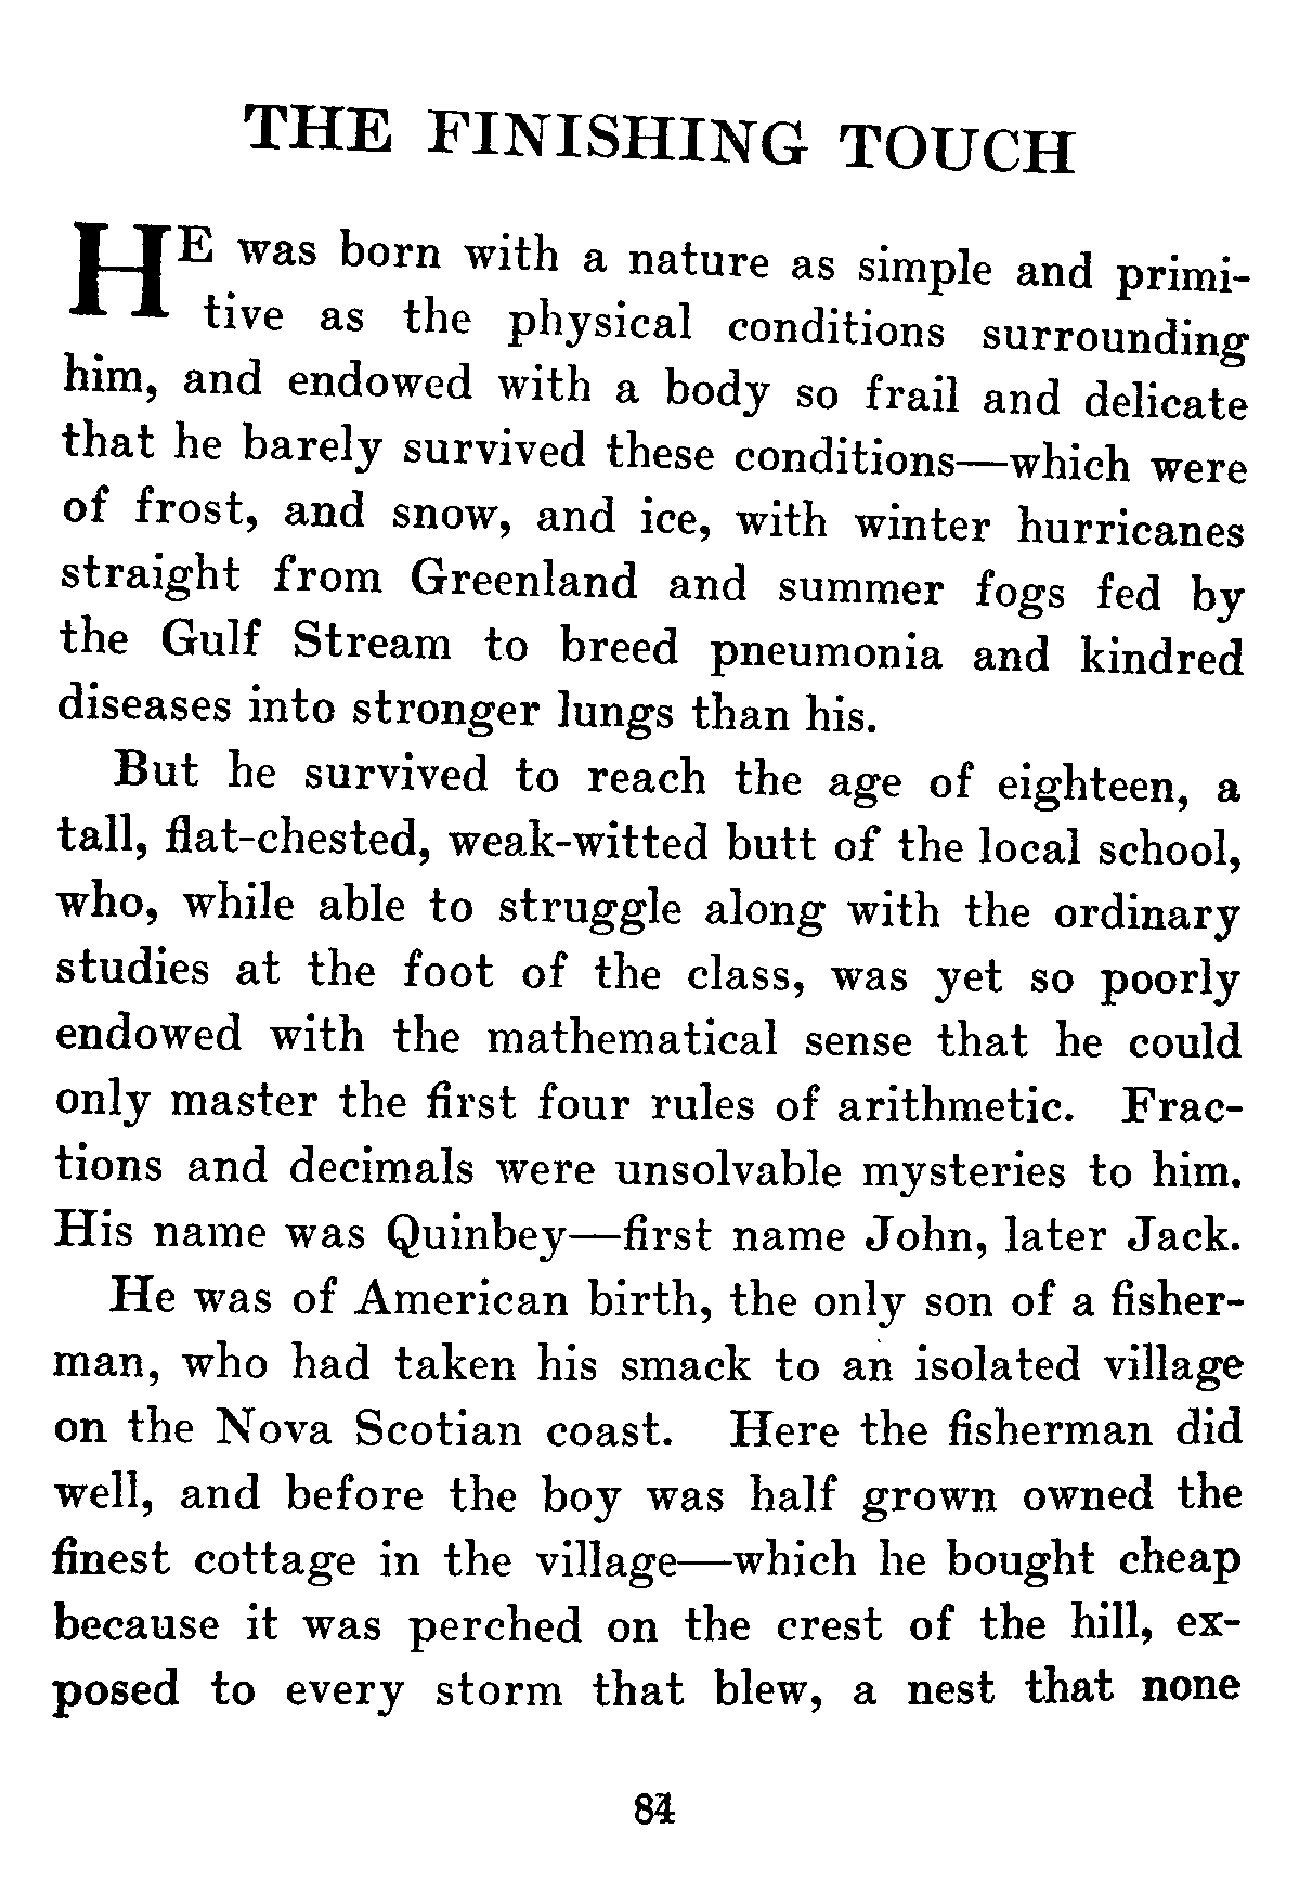 THE FINISHING TOUCH
HE was born with a nature as simple and primi-
tive as the physical conditions surrounding
him, and endowed with a body so frail and delicate
that he barely survived these conditions—which were
of frost, and snow, and ice, with winter hurricanes
straight from Greenland and summer fogs fed by
the Gulf Stream to breed pneumonia and kindred
diseases into stronger lungs than his.
But he survived to reach the age of eighteen, a
tall, flat-chested, weak-witted butt of the local school,
who, while able to struggle along with the ordinary
studies at the foot of the class, was yet so poorly
endowed with the mathematical sense that he could
only master the first four rules of arithmetic. Frac-
tions and decimals were unsolvable mysteries to him.
His name was Quinbey—first name John, later Jack.
He was of American birth, the only son of a fisher-
man, who had taken his smack to an isolated village
on the Nova Scotian coast. Here the fisherman did
well, and before the boy was half grown owned the
finest cottage in the village—which he bought cheap
because it was perched on the crest of the hill, ex-
posed to every storm that blew, a nest that none
84